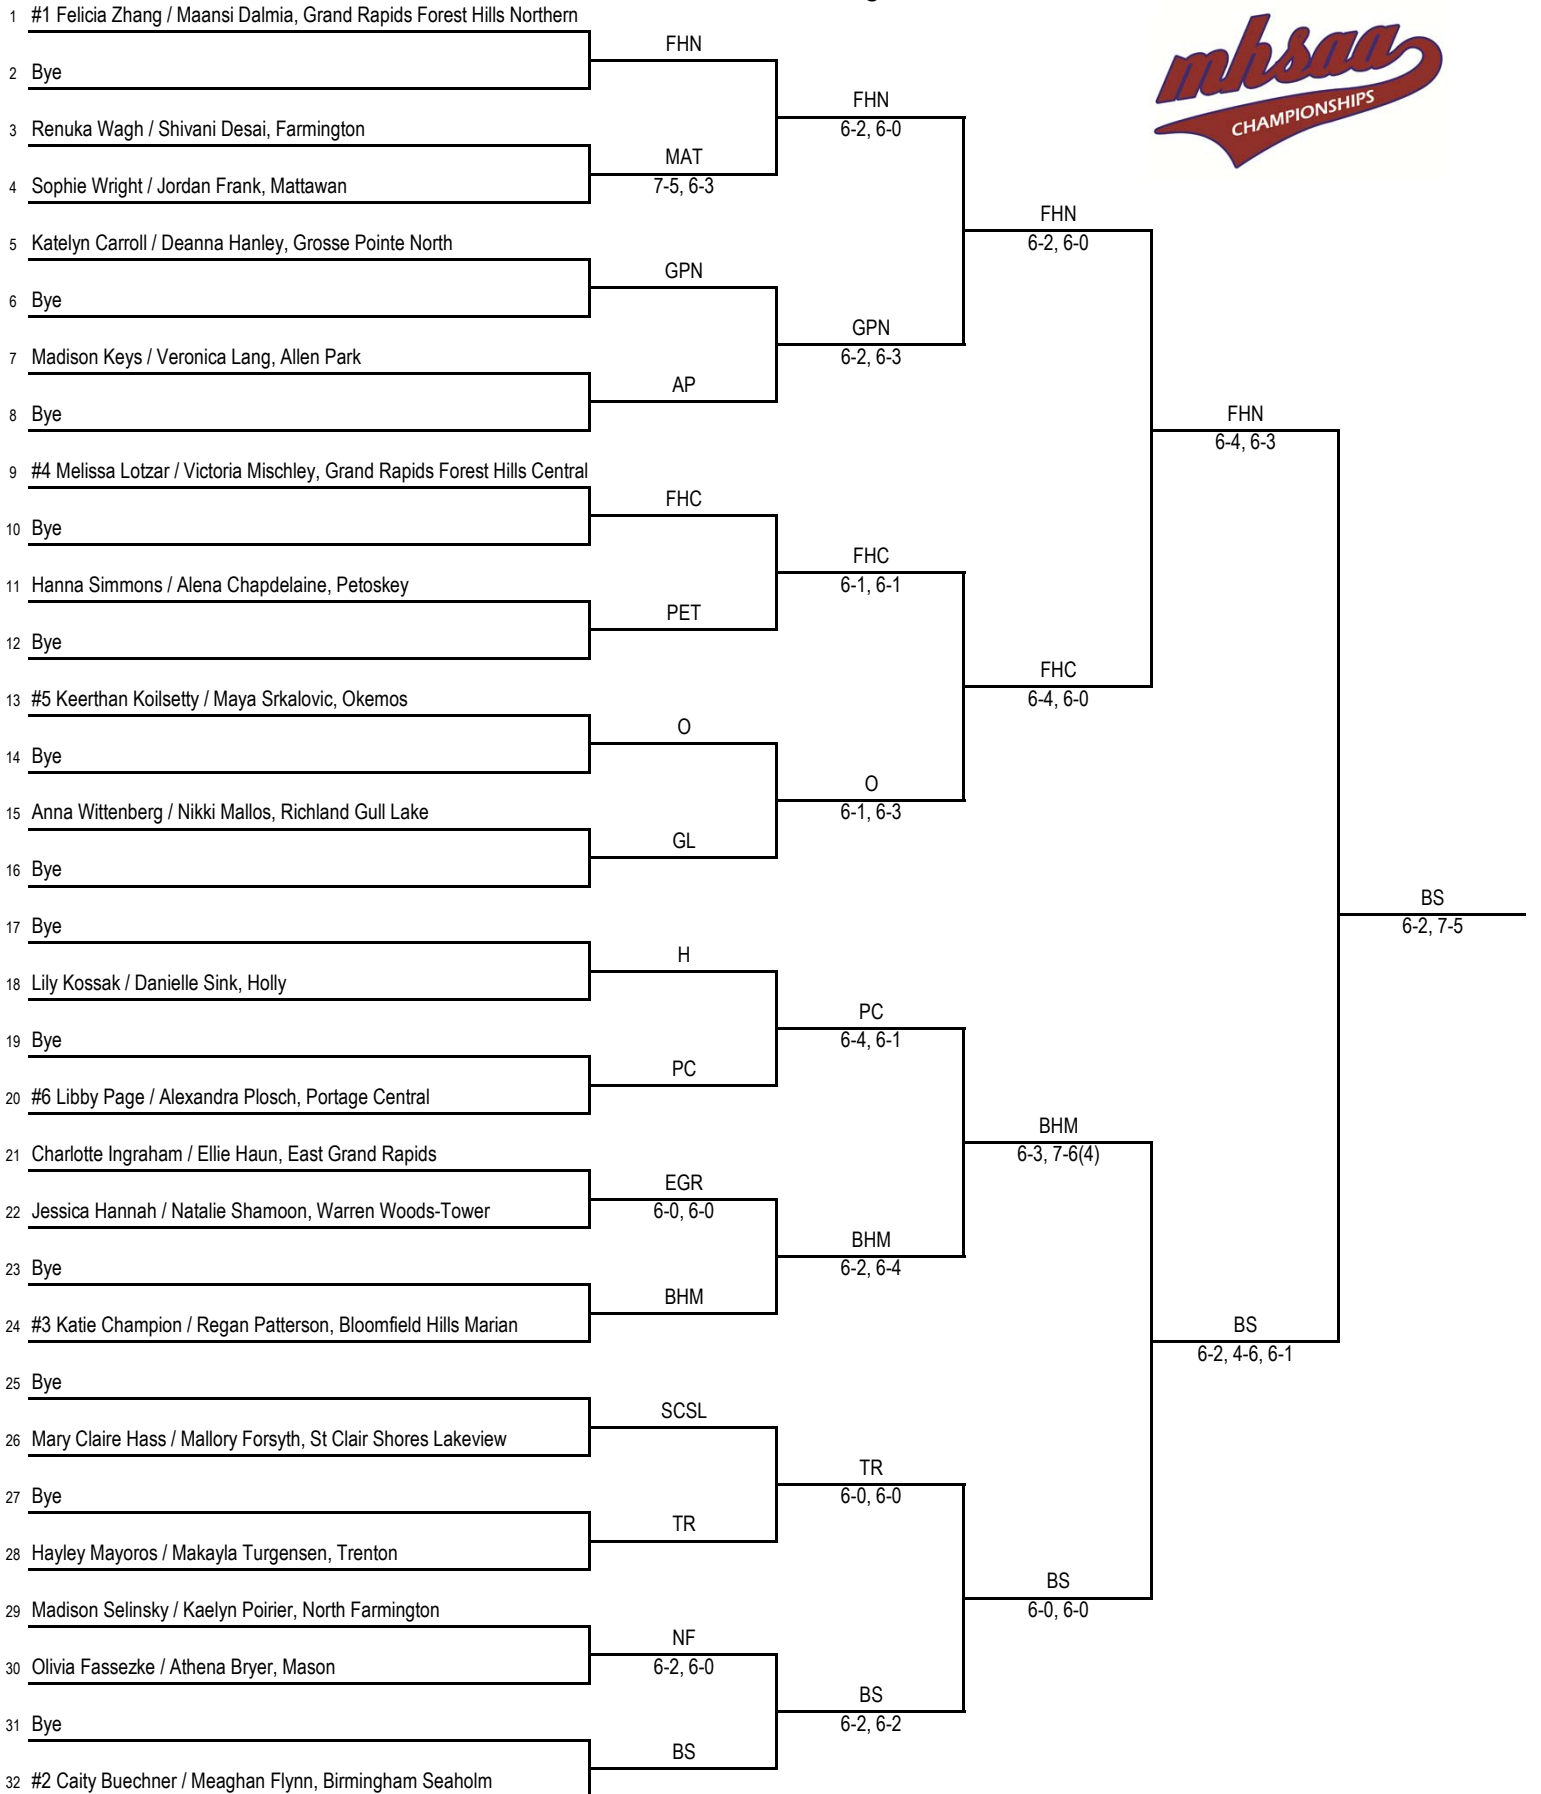 1 #1 Felicia Zhang / Maansi Dalmia, Grand Rapids Forest Hills Northern
FHN
2 Bye
FHN
6-2, 6-0
3 Renuka Wagh / Shivani Desai, Farmington
MAT
7-5, 6-3
4 Sophie Wright / Jordan Frank, Mattawan
FHN
6-2, 6-0
5 Katelyn Carroll / Deanna Hanley, Grosse Pointe North
GPN
6 Bye
GPN
6-2, 6-3
7 Madison Keys / Veronica Lang, Allen Park
AP
8 Bye
FHN
6-4, 6-3
9 #4 Melissa Lotzar / Victoria Mischley, Grand Rapids Forest Hills Central
FHC
10 Bye
FHC
6-1, 6-1
11 Hanna Simmons / Alena Chapdelaine, Petoskey
PET
12 Bye
FHC
6-4, 6-0
13 #5 Keerthan Koilsetty / Maya Srkalovic, Okemos
O
14 Bye
O
6-1, 6-3
15 Anna Wittenberg / Nikki Mallos, Richland Gull Lake
GL
16 Bye
BS
6-2, 7-5
17 Bye
H
18 Lily Kossak / Danielle Sink, Holly
PC
6-4, 6-1
19 Bye
PC
20 #6 Libby Page / Alexandra Plosch, Portage Central
BHM
6-3, 7-6(4)
21 Charlotte Ingraham / Ellie Haun, East Grand Rapids
EGR
6-0, 6-0
22 Jessica Hannah / Natalie Shamoon, Warren Woods-Tower
BHM
6-2, 6-4
23 Bye
BHM
24 #3 Katie Champion / Regan Patterson, Bloomfield Hills Marian
BS
6-2, 4-6, 6-1
25 Bye
SCSL
26 Mary Claire Hass / Mallory Forsyth, St Clair Shores Lakeview
TR
6-0, 6-0
27 Bye
TR
28 Hayley Mayoros / Makayla Turgensen, Trenton
BS
6-0, 6-0
29 Madison Selinsky / Kaelyn Poirier, North Farmington
NF
6-2, 6-0
30 Olivia Fassezke / Athena Bryer, Mason
BS
6-2, 6-2
31 Bye
BS
32 #2 Caity Buechner / Meaghan Flynn, Birmingham Seaholm
mhsaa
CHAMPIONSHIPS